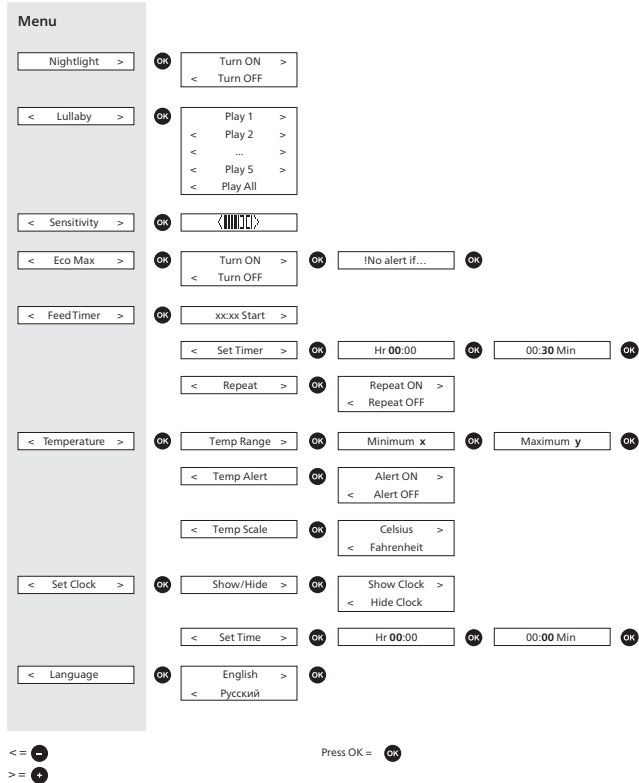 Menu
Nightlight > OK Turn ON >
< Turn OFF
< Lullaby > OK Play 1 >
< Play 2 >
< ... >
< Play 5 >
< Play All
< Sensitivity > OK
< Eco Max > OK Turn ON > OK !No alert if... OK
< Turn OFF
< Feed Timer > OK xx:xx Start >
< Set Timer > OK Hr 00:00 OK 00:30 Min OK
< Repeat > OK Repeat ON >
< Repeat OFF
< Temperature > OK Temp Range > OK Minimum x OK Maximum y OK
< Temp Alert OK Alert ON >
< Alert OFF
< Temp Scale OK Celsius >
< Fahrenheit
< Set Clock > OK Show/Hide > OK Show Clock >
< Hide Clock
< Set Time > OK Hr 00:00 OK 00:00 Min OK
< Language OK English > OK
< Русский
< = - Press OK = OK
> = +